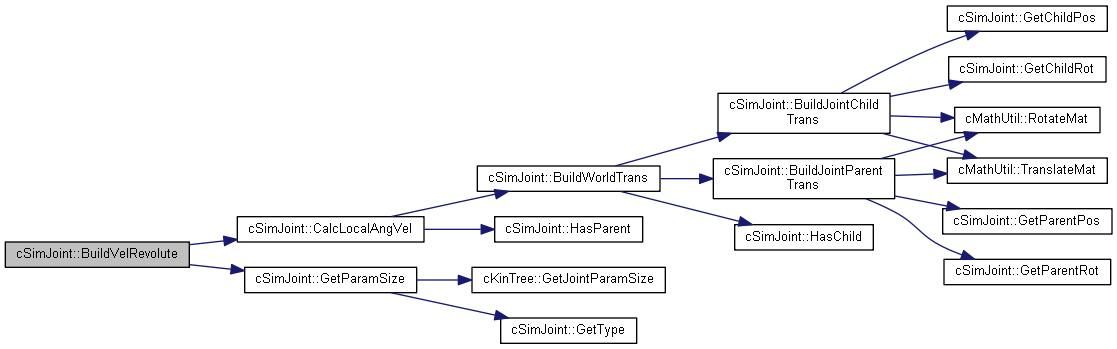 cSimJoint::BuildVelRevolute
cSimJoint::CalcLocalAngVel
cSimJoint::GetParamSize
cSimJoint::BuildWorldTrans
cSimJoint::HasParent
cKinTree::GetJointParamSize
cSimJoint::GetType
cSimJoint::BuildJointChild
Trans
cSimJoint::BuildJointParent
Trans
cSimJoint::HasChild
cSimJoint::GetChildPos
cSimJoint::GetChildRot
cMathUtil::RotateMat
cMathUtil::TranslateMat
cSimJoint::GetParentPos
cSimJoint::GetParentRot